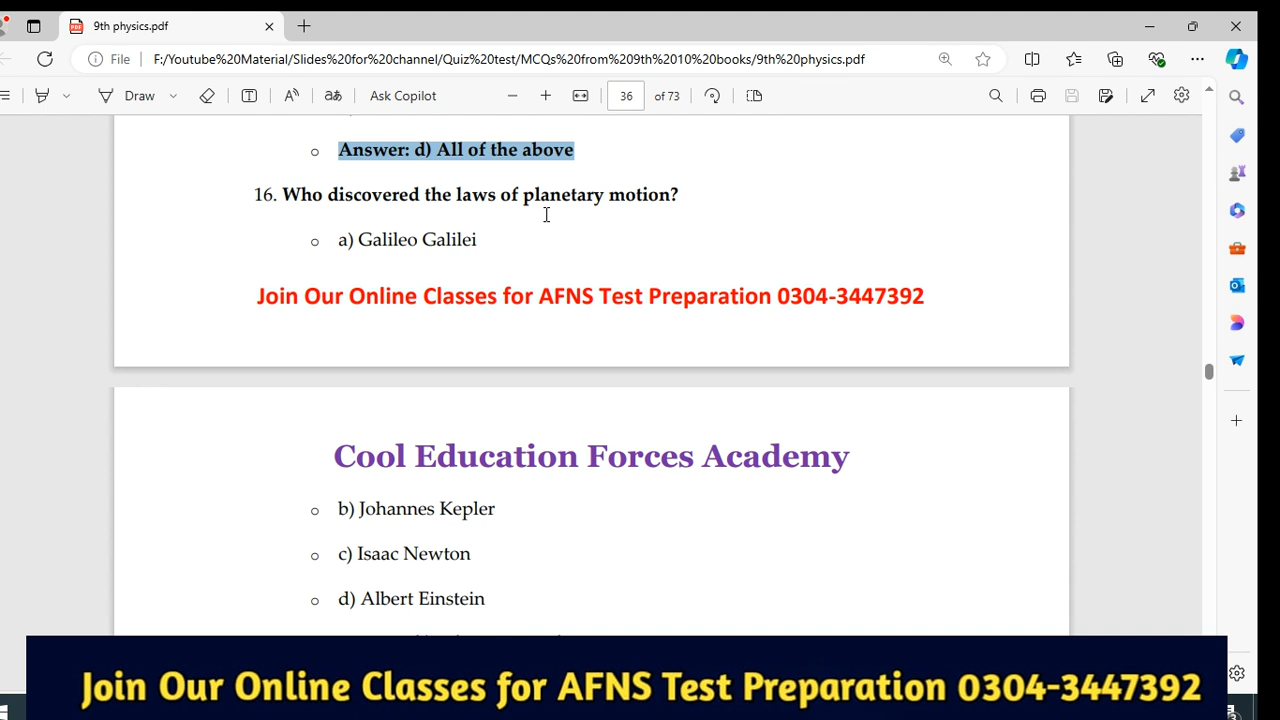 9th physics.pdf
File F:/Youtube%20Material/Slides%20for%20channel/Quiz%20test/MCQs%20from%209th%2010%20books/9th%20physics.pdf
Draw Ask Copilot 36 of 73
Answer: d) All of the above
16. Who discovered the laws of planetary motion?
a) Galileo Galilei
Join Our Online Classes for AFNS Test Preparation 0304-3447392
Cool Education Forces Academy
b) Johannes Kepler
c) Isaac Newton
d) Albert Einstein
Join Our Online Classes for AFNS Test Preparation 0304-3447392